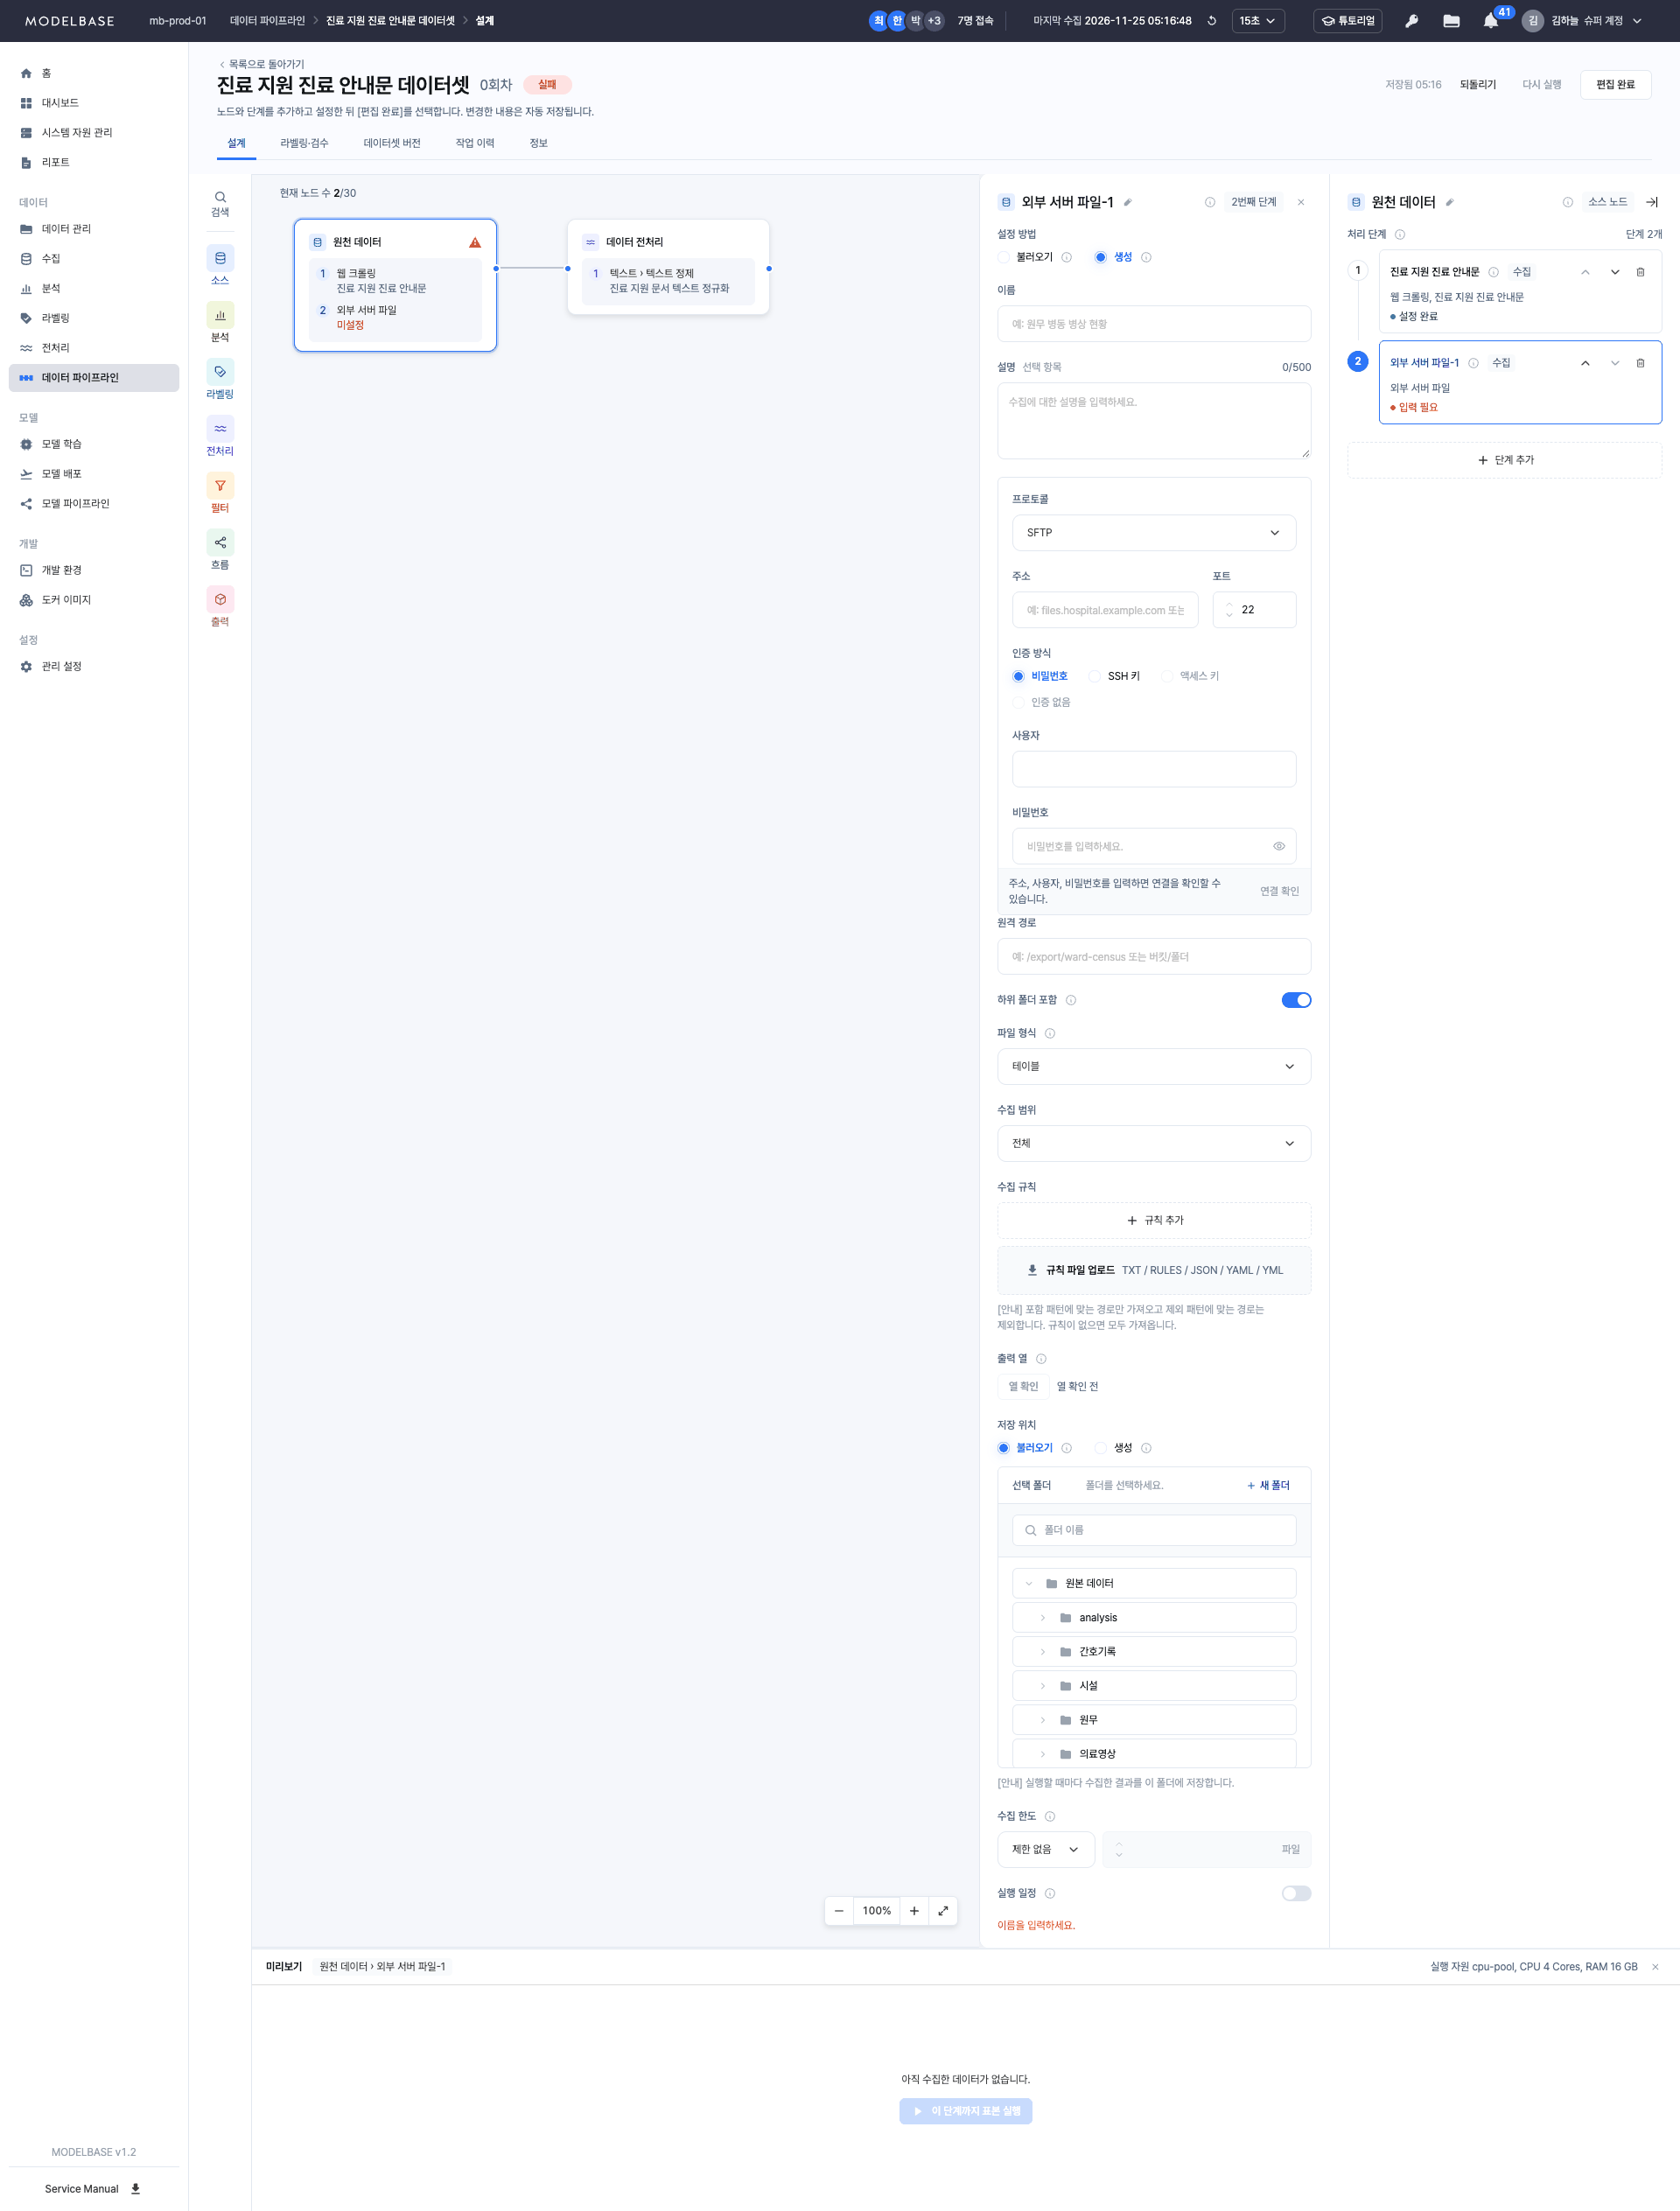 MODELBASE
mb-prod-01
데이터 파이프라인
진료 지원 진료 안내문 데이터셋
설계
최
한
박
+3
7명 접속
마지막 수집 2026-11-25 05:16:48
15초
튜토리얼
41
김
김하늘 슈퍼 계정
홈
대시보드
시스템 자원 관리
리포트
데이터
데이터 관리
수집
분석
라벨링
전처리
데이터 파이프라인
모델
모델 학습
모델 배포
모델 파이프라인
개발
개발 환경
도커 이미지
설정
관리 설정
MODELBASE v1.2
Service Manual
목록으로 돌아가기
진료 지원 진료 안내문 데이터셋 0회차 실패
노드와 단계를 추가하고 설정한 뒤 [편집 완료]를 선택합니다. 변경한 내용은 자동 저장됩니다.
저장됨 05:16
되돌리기
다시 실행
편집 완료
설계
라벨링·검수
데이터셋 버전
작업 이력
정보
검색
소스
분석
라벨링
전처리
필터
흐름
출력
현재 노드 수 2/30
원천 데이터
1 웹 크롤링
진료 지원 진료 안내문
2 외부 서버 파일
미설정
데이터 전처리
1 텍스트 › 텍스트 정제
진료 지원 문서 텍스트 정규화
100%
외부 서버 파일-1
2번째 단계
설정 방법
불러오기
생성
이름
예: 원무 병동 병상 현황
설명 선택 항목
0/500
수집에 대한 설명을 입력하세요.
프로토콜
SFTP
주소
포트
예: files.hospital.example.com 또는
22
인증 방식
비밀번호
SSH 키
액세스 키
인증 없음
사용자
비밀번호
비밀번호를 입력하세요.
주소, 사용자, 비밀번호를 입력하면 연결을 확인할 수
있습니다.
연결 확인
원격 경로
예: /export/ward-census 또는 버킷/폴더
하위 폴더 포함
파일 형식
테이블
수집 범위
전체
수집 규칙
규칙 추가
규칙 파일 업로드 TXT / RULES / JSON / YAML / YML
[안내] 포함 패턴에 맞는 경로만 가져오고 제외 패턴에 맞는 경로는
제외합니다. 규칙이 없으면 모두 가져옵니다.
출력 열
열 확인
열 확인 전
저장 위치
불러오기
생성
선택 폴더
폴더를 선택하세요.
새 폴더
폴더 이름
원본 데이터
analysis
간호기록
시설
원무
의료영상
[안내] 실행할 때마다 수집한 결과를 이 폴더에 저장합니다.
수집 한도
제한 없음
파일
실행 일정
이름을 입력하세요.
원천 데이터
소스 노드
처리 단계
단계 2개
1
진료 지원 진료 안내문
수집
웹 크롤링, 진료 지원 진료 안내문
설정 완료
2
외부 서버 파일-1
수집
외부 서버 파일
입력 필요
단계 추가
미리보기
원천 데이터 › 외부 서버 파일-1
실행 자원 cpu-pool, CPU 4 Cores, RAM 16 GB
아직 수집한 데이터가 없습니다.
이 단계까지 표본 실행